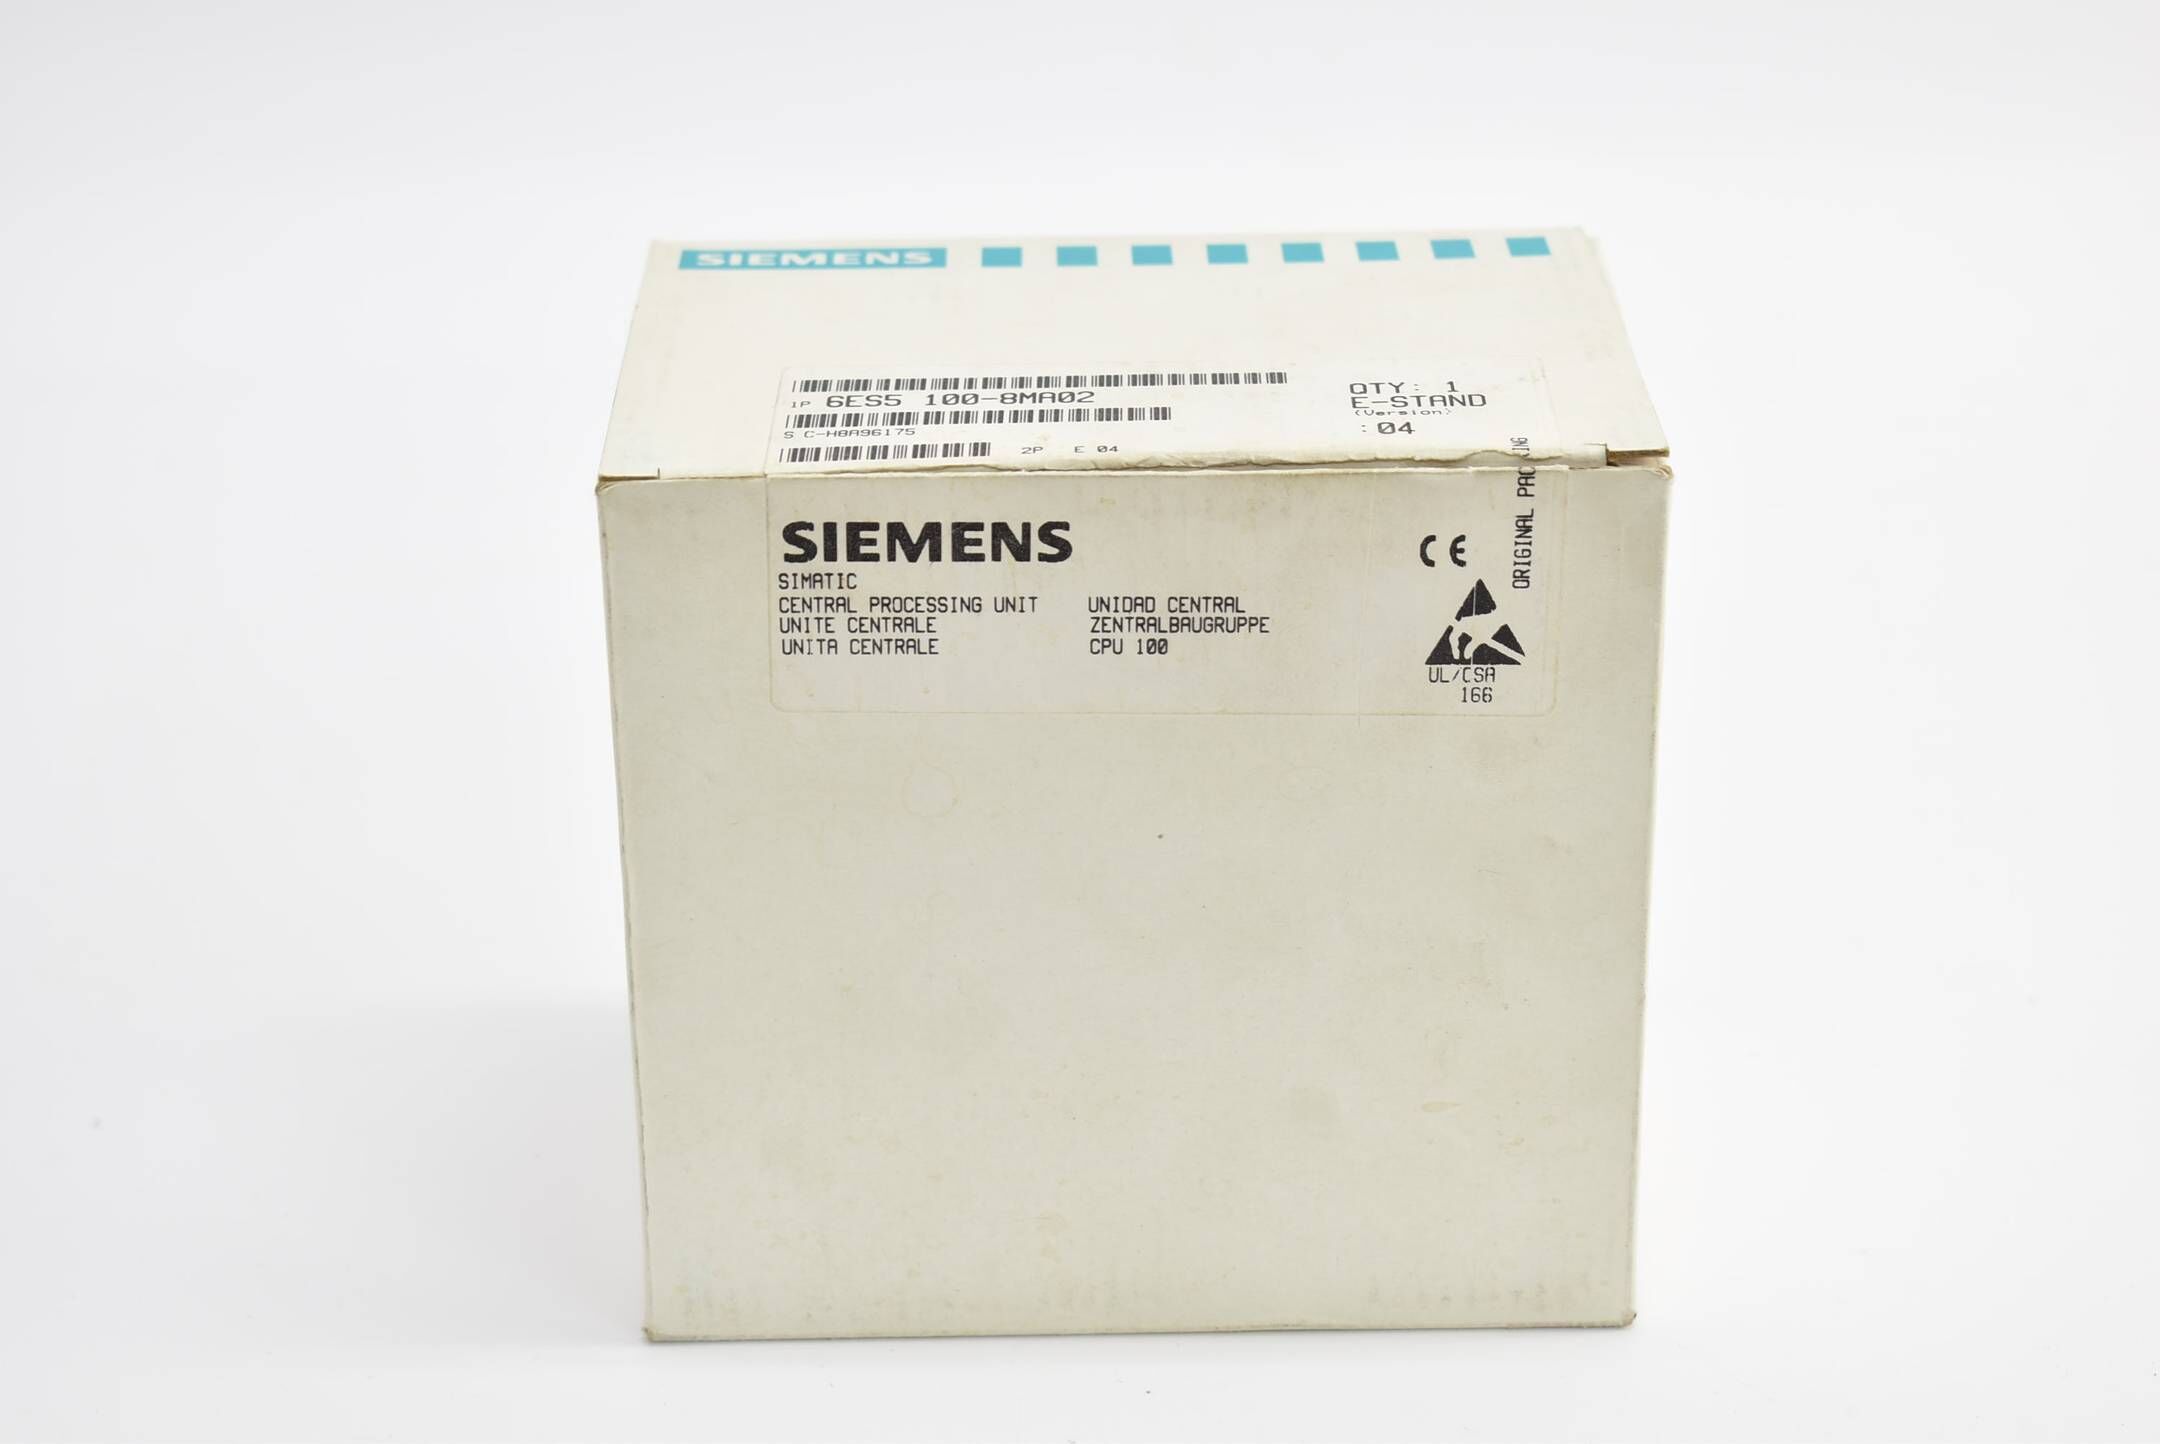 SIEMENS
1P 6ES5 100-8MA02
S C-H8A96175
2P E 04
QTY: 1
E-STAND
(Version)
:04
ORIGINAL PACKING
SIEMENS
SIMATIC
CENTRAL PROCESSING UNIT
UNITE CENTRALE
UNITA CENTRALE
UNIDAD CENTRAL
ZENTRALBAUGRUPPE
CPU 100
CE
UL/CSA
166